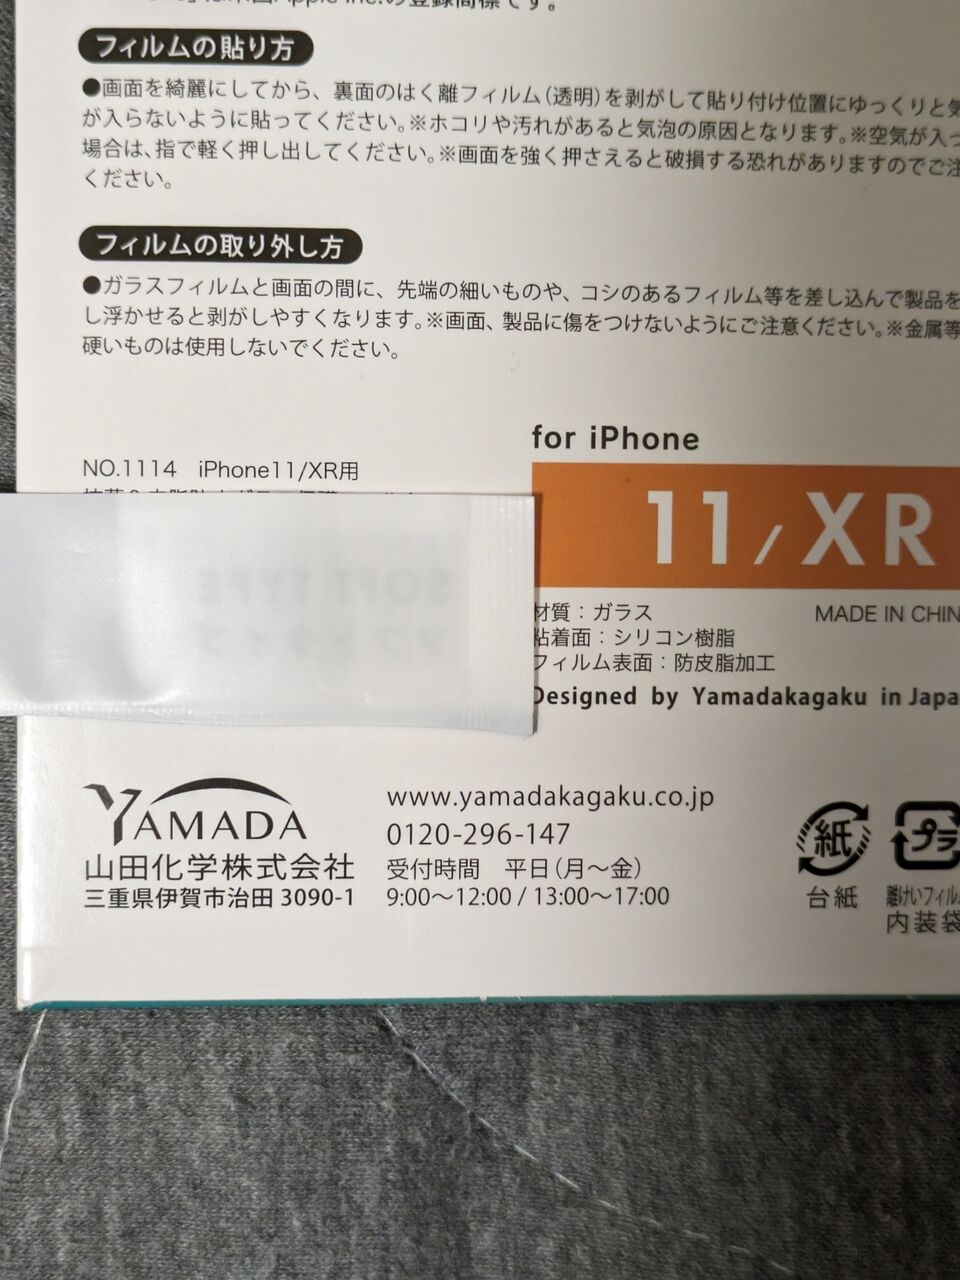 の登録商標です。
フィルムの貼り方
●画面を綺麗にしてから、裏面のはく離フィルム(透明)を剥がして貼り付け位置にゆっくりと気
が入らないように貼ってください。※ホコリや汚れがあると気泡の原因となります。※空気が入っ
場合は、指で軽く押し出してください。※画面を強く押さえると破損する恐れがありますのでご注
ください。
フィルムの取り外し方
●ガラスフィルムと画面の間に、先端の細いものや、コシのあるフィルム等を差し込んで製品を
し浮かせると剥がしやすくなります。※画面、製品に傷をつけないようにご注意ください。※金属等
硬いものは使用しないでください。
NO.1114 iPhone11/XR用
for iPhone
11/XR
SOFT TYPE
ソフトタイプ
材質：ガラス
MADE IN CHIN
粘着面：シリコン樹脂
フィルム表面：防皮脂加工
Designed by Yamadakagaku in Japa
YAMADA
山田化学株式会社
三重県伊賀市治田 3090-1
www.yamadakagaku.co.jp
0120-296-147
受付時間 平日(月～金)
9:00～12:00 / 13:00～17:00
紙
台紙
プラ
内装袋